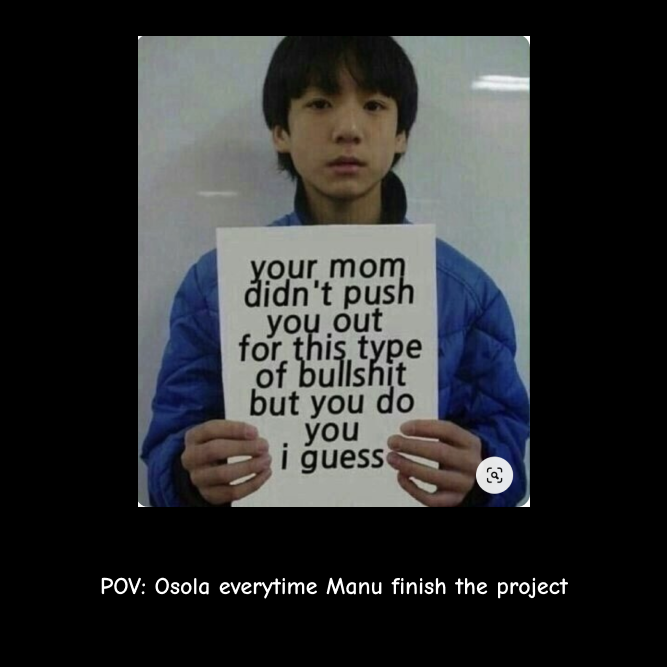 your mom
didn't push
you out
for this type
of bullshit
but you do
you
i guess
POV: Osola everytime Manu finish the project